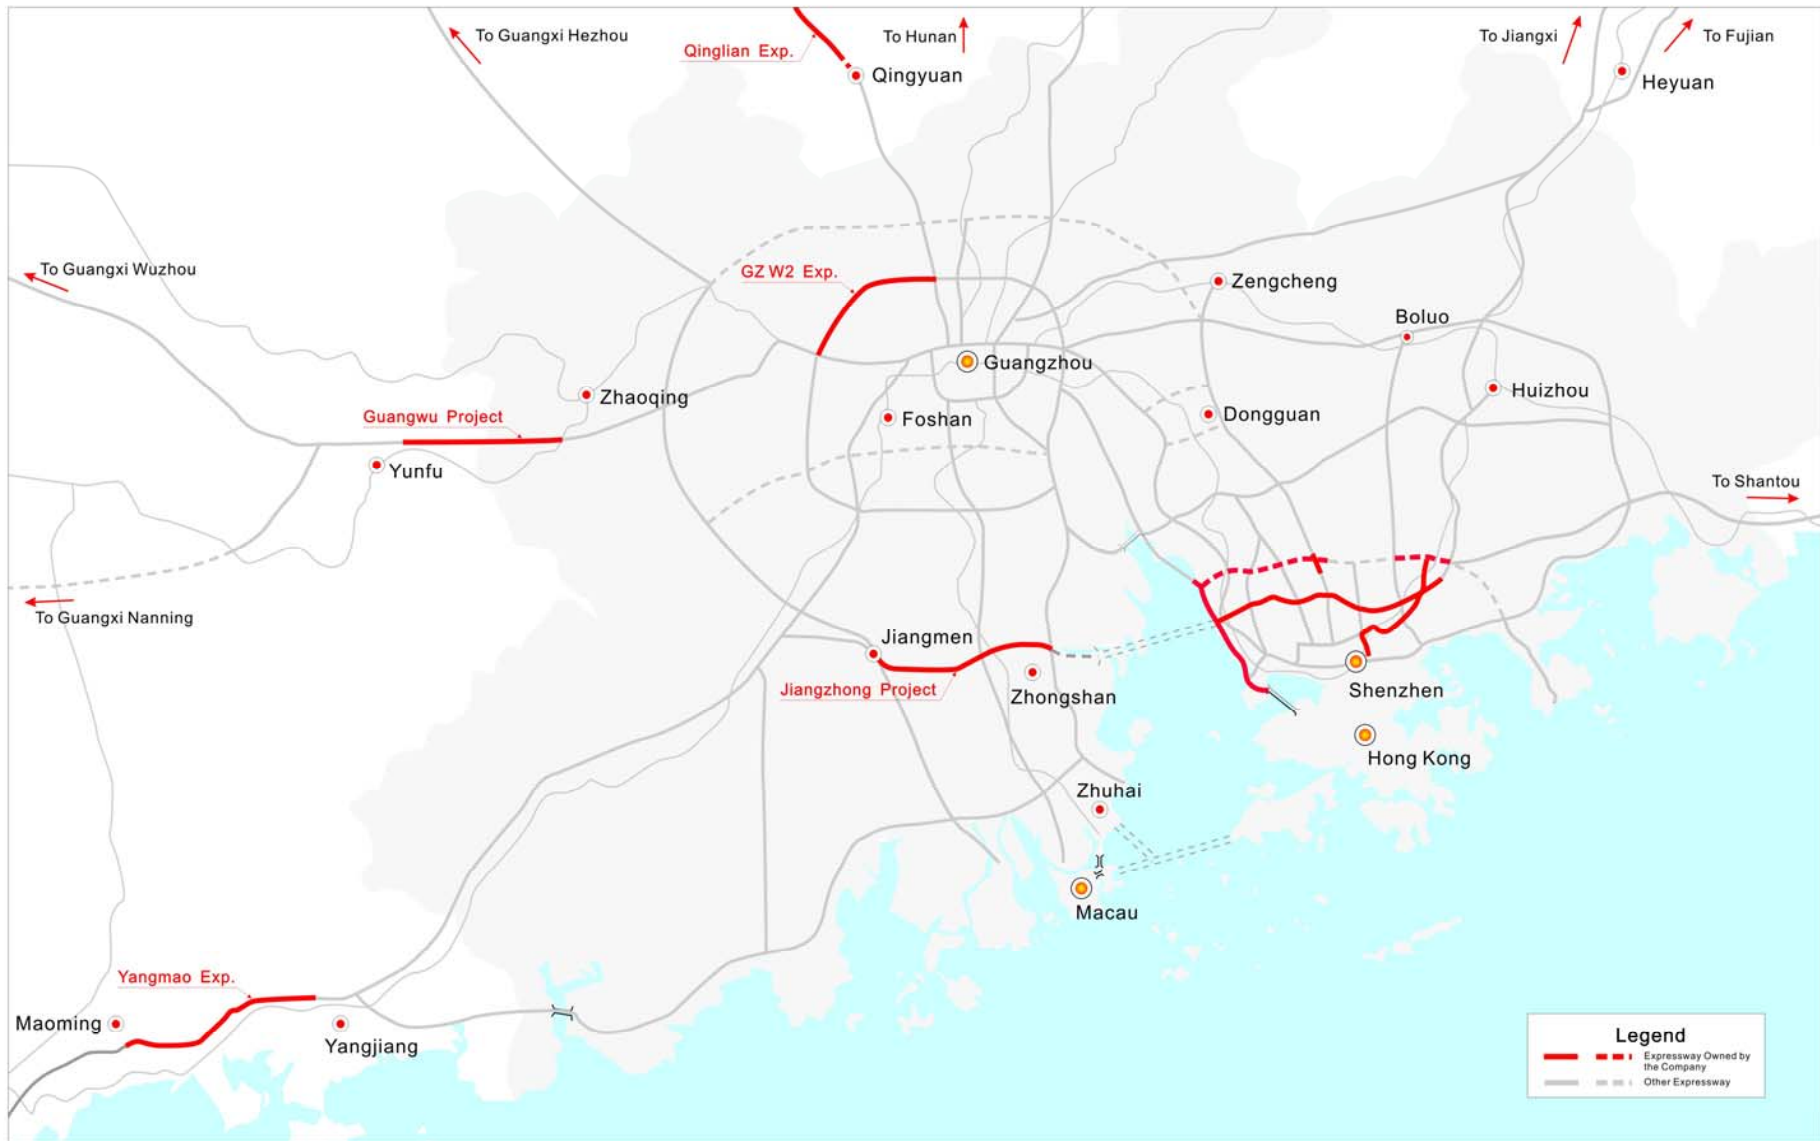 To Guangxi Hezhou
Qinglian Exp.
To Hunan
To Jiangxi
To Fujian
Qingyuan
Heyuan
To Guangxi Wuzhou
GZ W2 Exp.
Zengcheng
Boluo
Guangzhou
Zhaoqing
Huizhou
Guangwu Project
Foshan
Dongguan
Yunfu
To Shantou
To Guangxi Nanning
Jiangmen
Jiangzhong Project
Zhongshan
Shenzhen
Hong Kong
Zhuhai
Macau
Yangmao Exp.
Maoming
Yangjiang
Legend
Expressway Owned by
the Company
Other Expressway